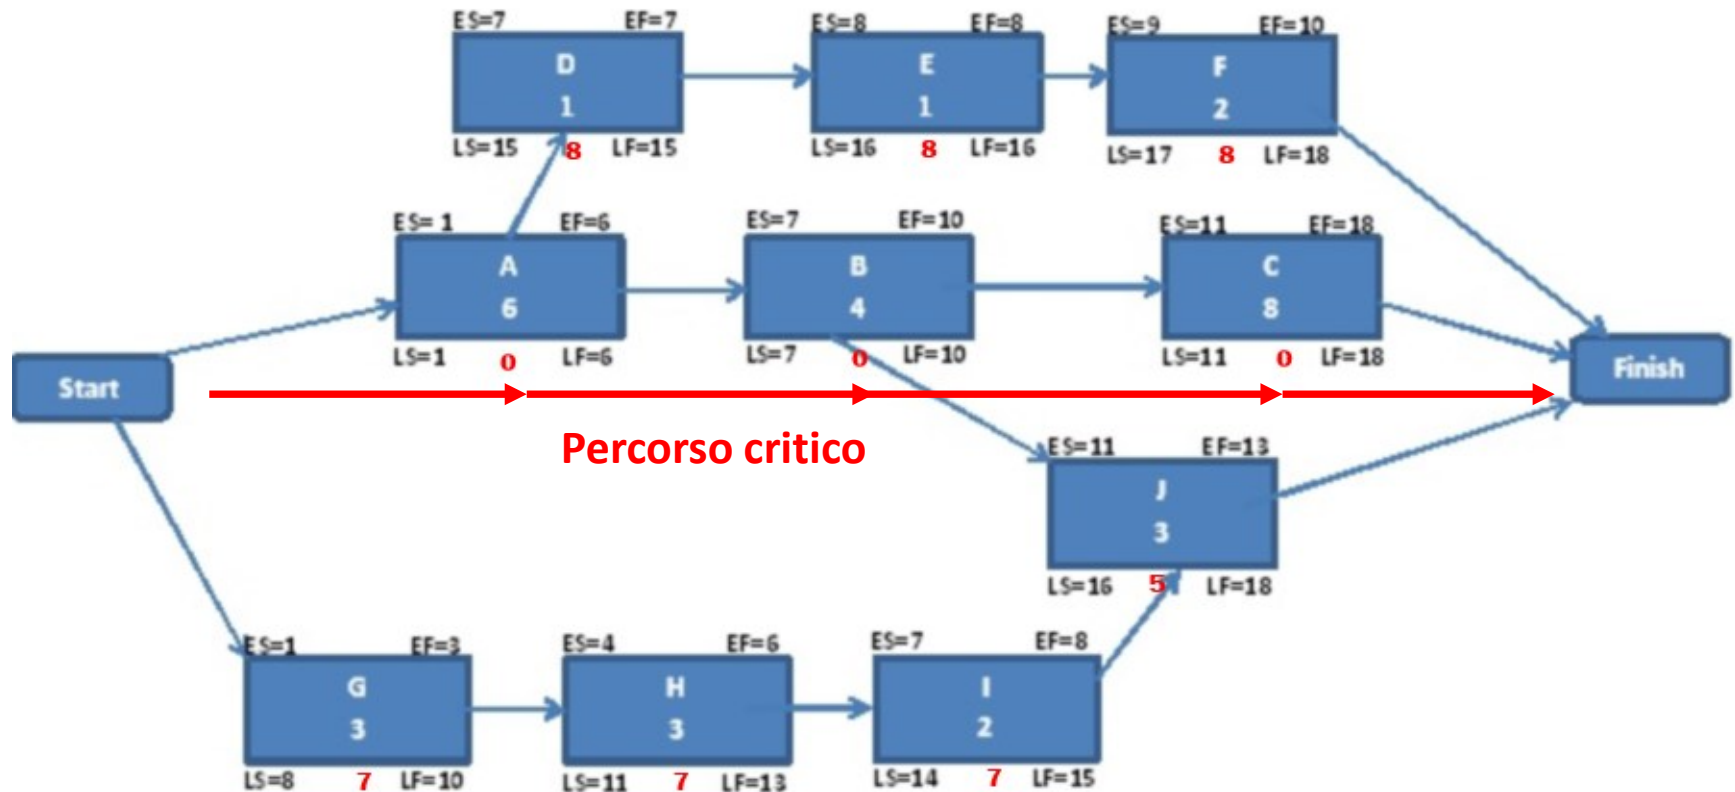 ES=7 EF=7
D
1
LS=15 8 LF=15
ES=8 EF=8
E
1
LS=16 8 LF=16
ES=9 EF=10
F
2
LS=17 8 LF=18
ES= 1 EF=6
A
6
LS=1 0 LF=6
ES=7 EF=10
B
4
LS=7 0 LF=10
ES=11 EF=18
C
8
LS=11 0 LF=18
Start
Finish
Percorso critico
ES=11 EF=13
J
3
LS=16 5 LF=18
ES=1 EF=3
G
3
LS=8 7 LF=10
ES=4 EF=6
H
3
LS=11 7 LF=13
ES=7 EF=8
I
2
LS=14 7 LF=15